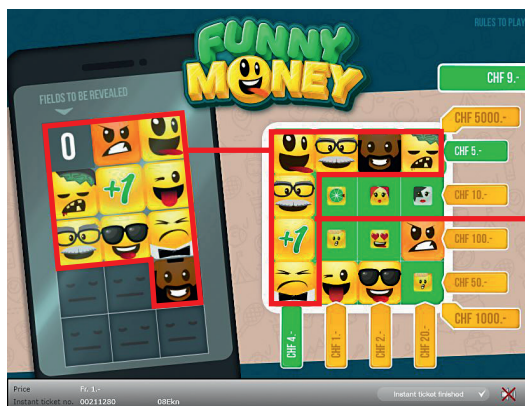 RULES TO PLAY
FUNNY
MONEY
FIELDS TO BE REVEALED
0
+1
CHF 9.-
CHF 5000.-
CHF 5.-
CHF 10.-
+1
CHF 100.-
CHF 50.-
CHF 1000.-
CHF 4.-
CHF 1.-
CHF 2.-
CHF 20.-
Price Fr. 1.-
Instant ticket finished
Instant ticket no. 00211280 08Ekn